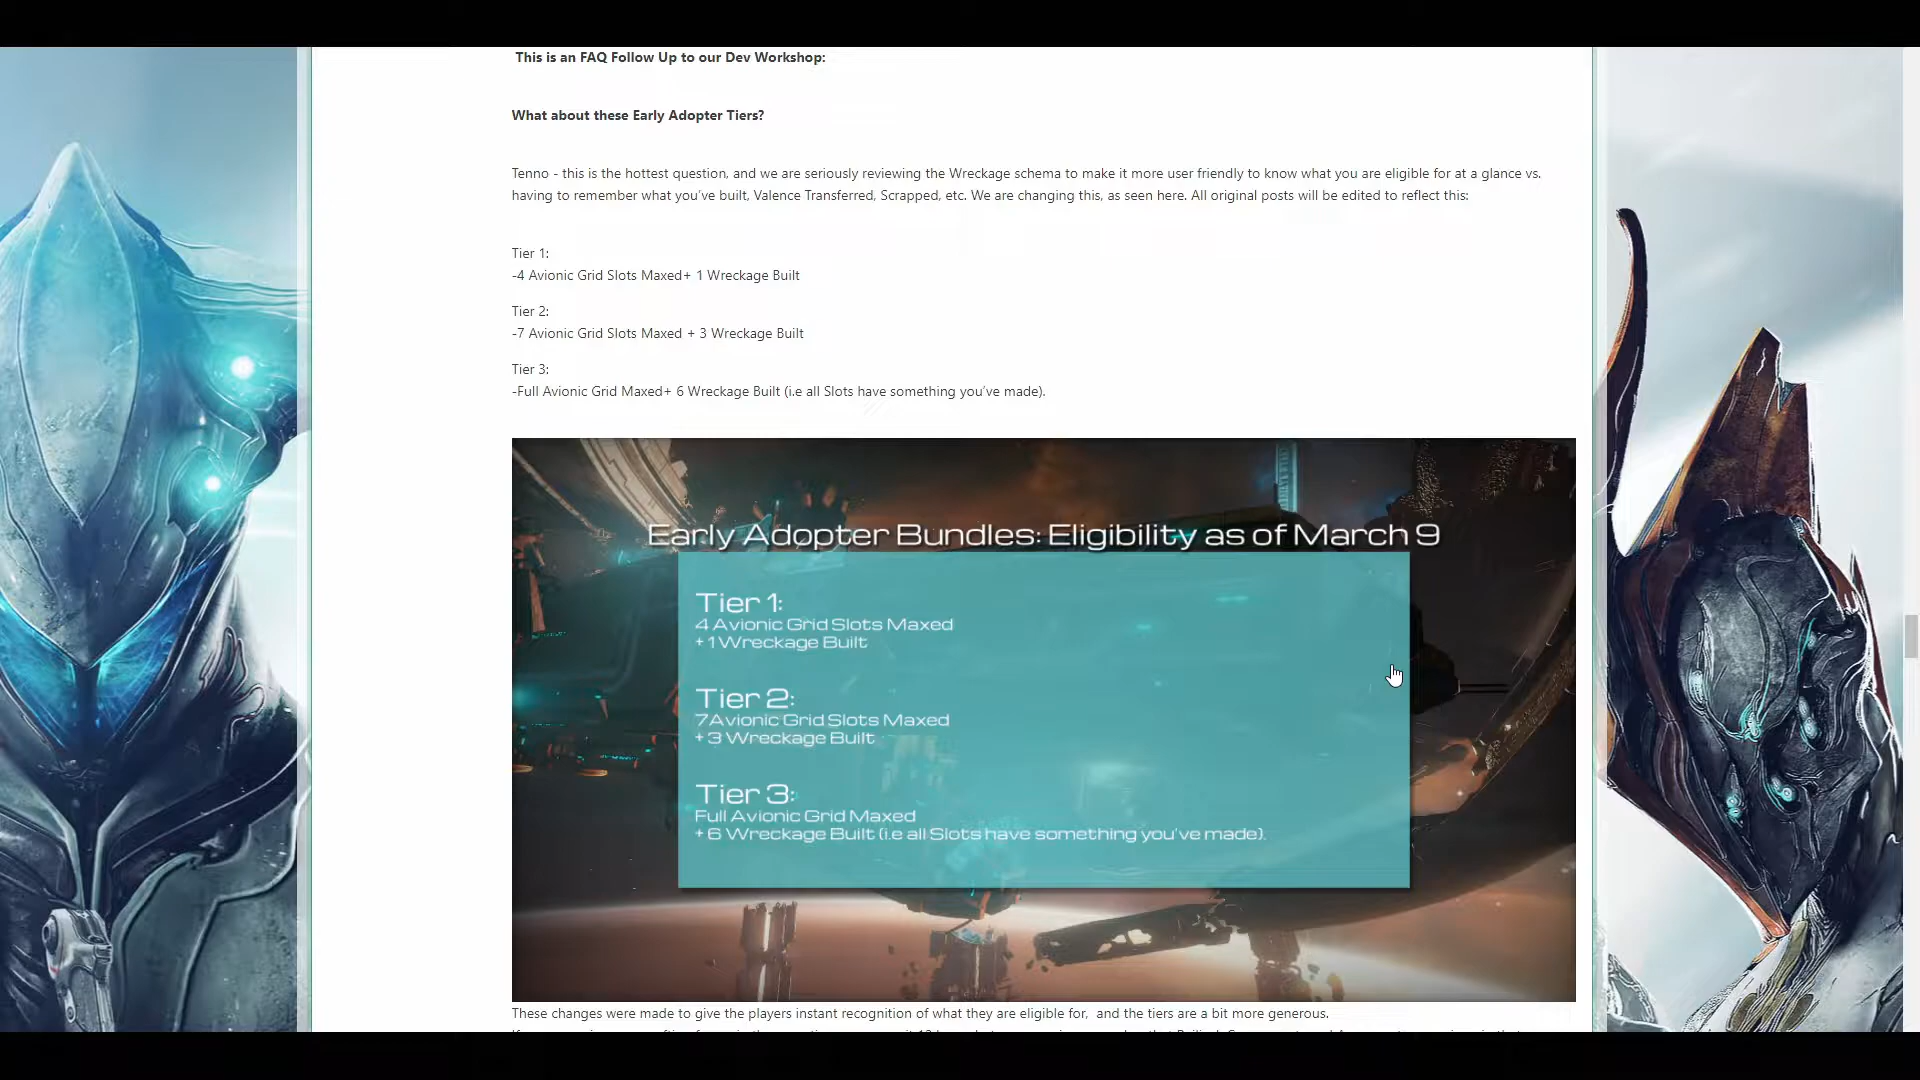 This is an FAQ Follow Up to our Dev Workshop:
What about these Early Adopter Tiers?
Tenno - this is the hottest question, and we are seriously reviewing the Wreckage schema to make it more user friendly to know what you are eligible for at a glance vs.
having to remember what you've built, Valence Transferred, Scrapped, etc. We are changing this, as seen here. All original posts will be edited to reflect this:
Tier 1:
-4 Avionic Grid Slots Maxed+ 1 Wreckage Built
Tier 2:
-7 Avionic Grid Slots Maxed + 3 Wreckage Built
Tier 3:
-Full Avionic Grid Maxed+ 6 Wreckage Built (i.e all Slots have something you've made).
Early Adopter Bundles: Eligibility as of March 9
Tier 1:
4 Avionic Grid Slots Maxed
+ 1 Wreckage Built
Tier 2:
7 Avionic Grid Slots Maxed
+ 3 Wreckage Built
Tier 3:
Full Avionic Grid Maxed
+ 6 Wreckage Built (i.e all Slots have something you've made).
These changes were made to give the players instant recognition of what they are eligible for, and the tiers are a bit more generous.